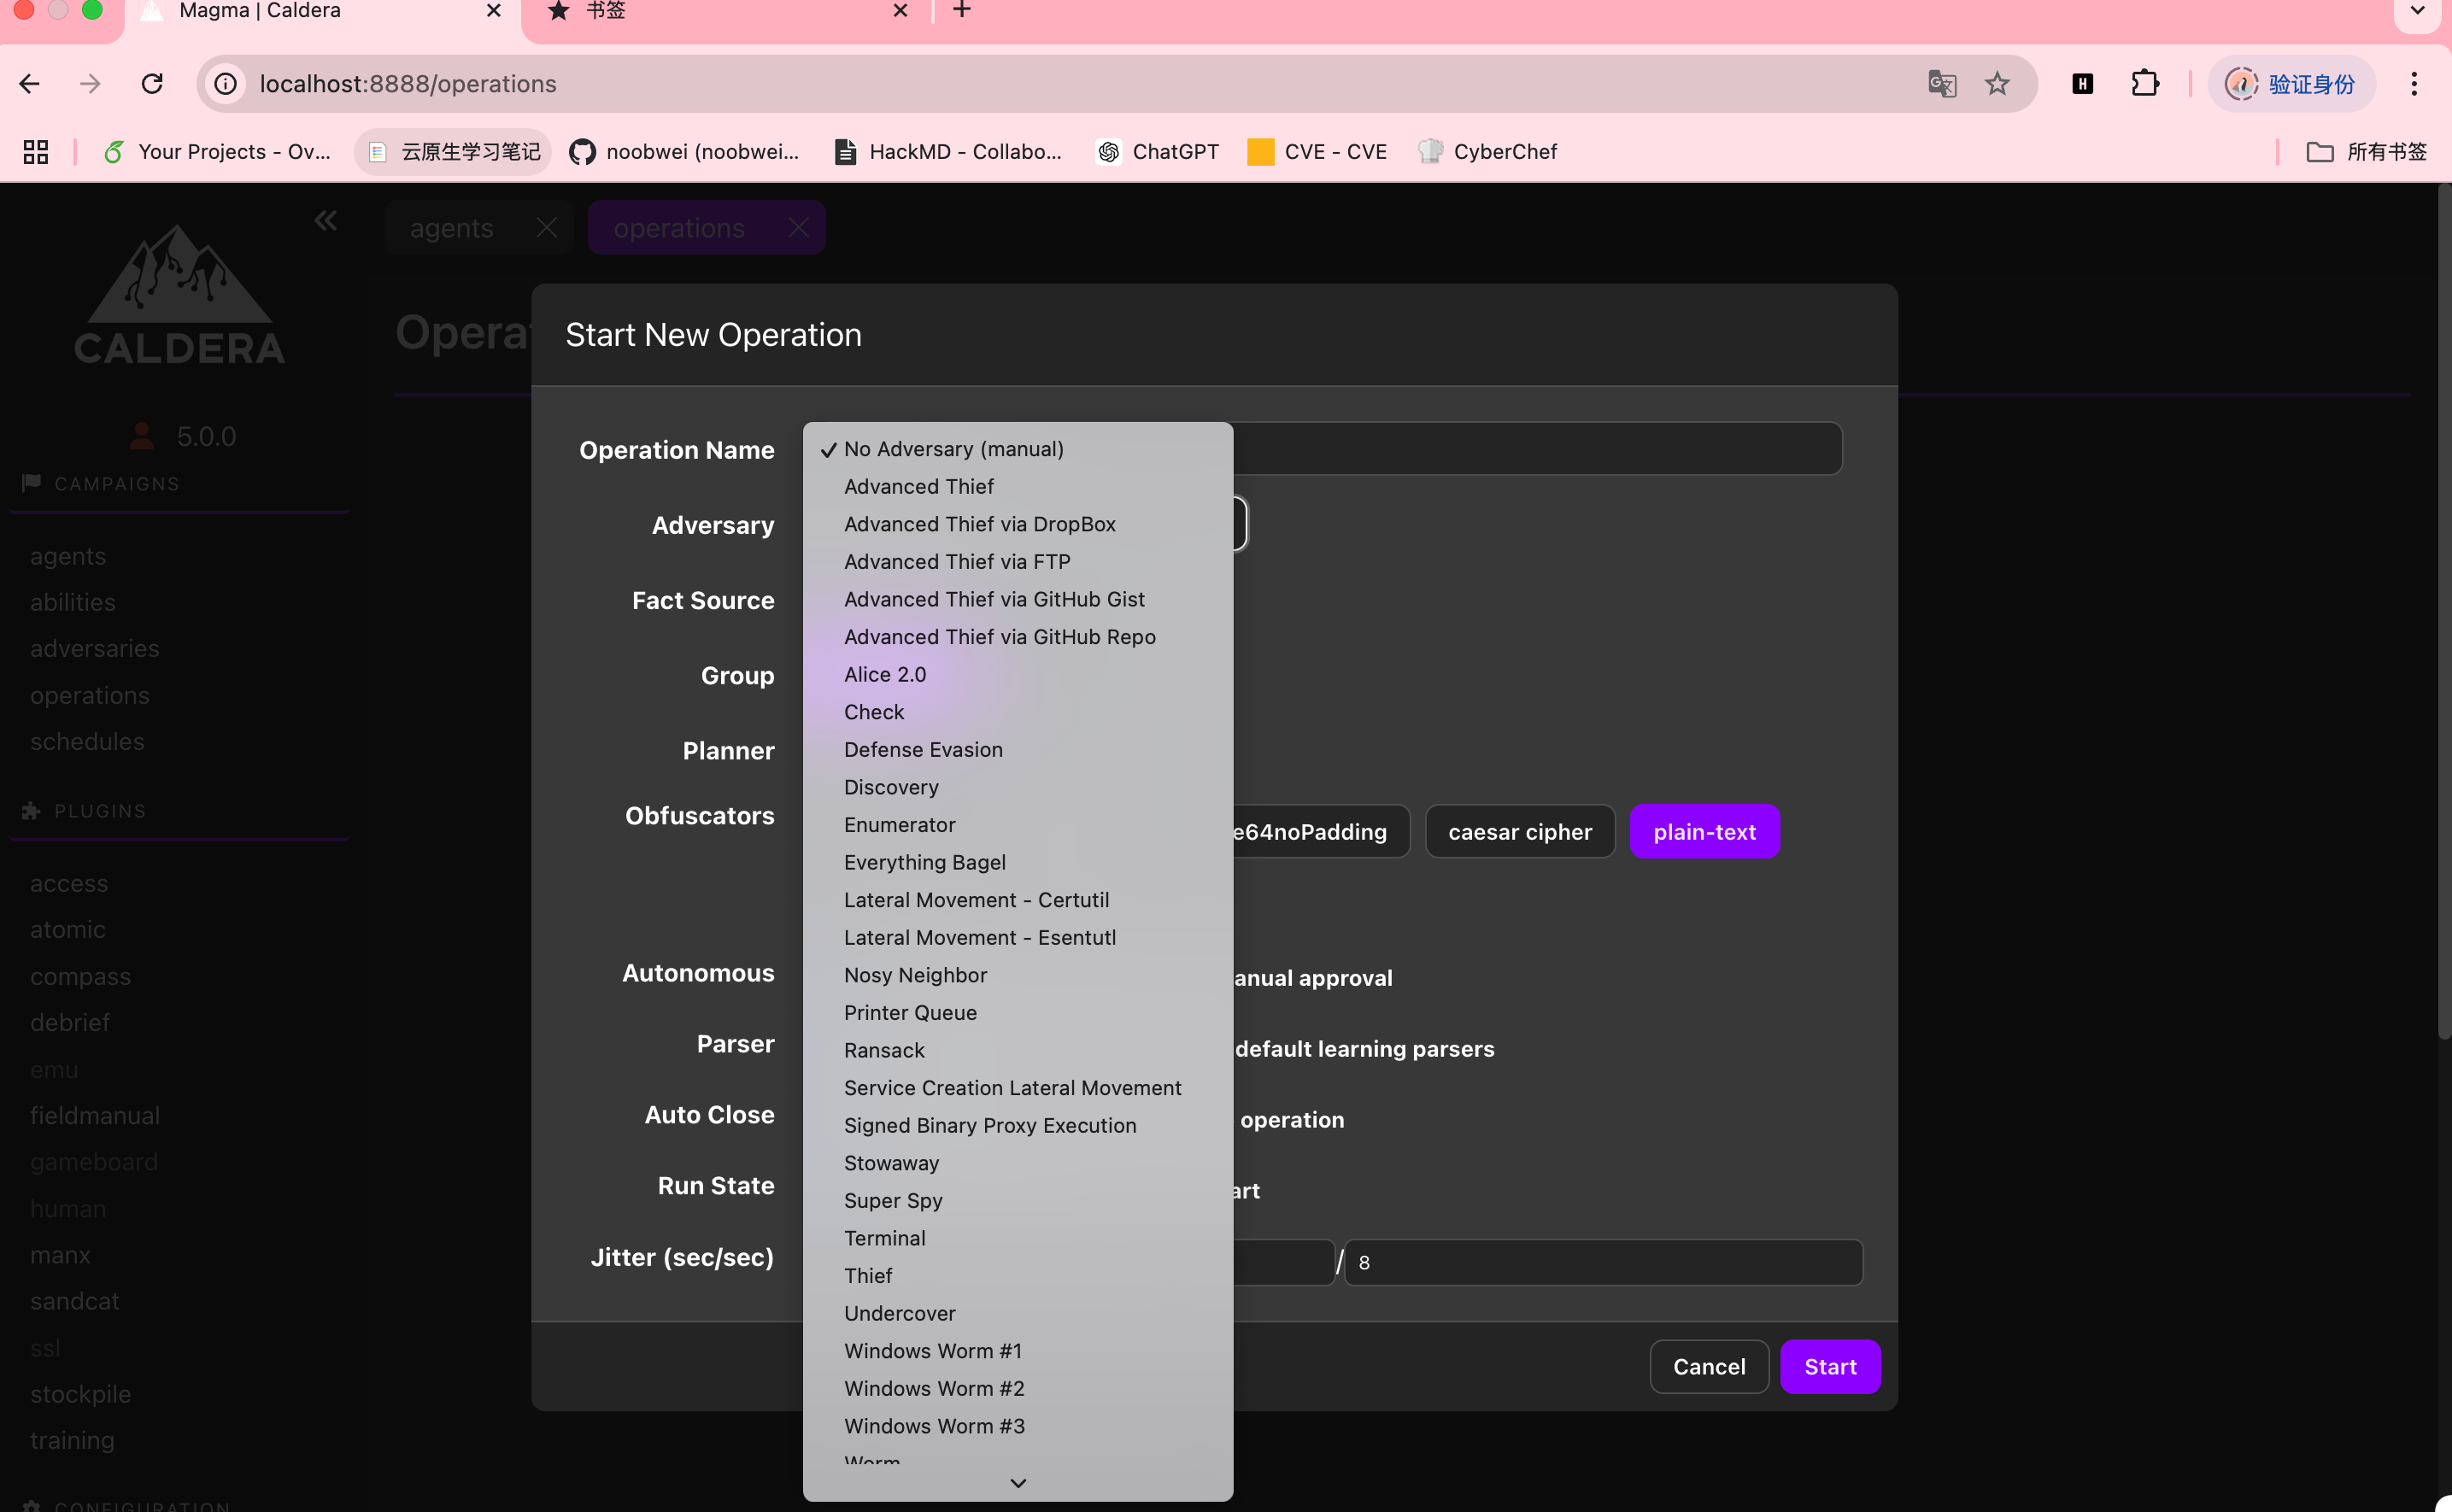 Magma | Caldera
书签
localhost:8888/operations
验证身份
Your Projects - Ov...
云原生学习笔记
noobwei (noobwei...
HackMD - Collabo...
ChatGPT
CVE - CVE
CyberChef
所有书签
CALDERA
5.0.0
CAMPAIGNS
agents
abilities
adversaries
operations
schedules
PLUGINS
access
atomic
compass
debrief
emu
fieldmanual
gameboard
human
manx
sandcat
ssl
stockpile
training
CONFIGURATION
agents
operations
Opera
Start New Operation
Operation Name
Adversary
Fact Source
Group
Planner
Obfuscators
e64noPadding
caesar cipher
plain-text
Autonomous
anual approval
Parser
default learning parsers
Auto Close
operation
Run State
art
Jitter (sec/sec)
/
8
Cancel
Start
No Adversary (manual)
Advanced Thief
Advanced Thief via DropBox
Advanced Thief via FTP
Advanced Thief via GitHub Gist
Advanced Thief via GitHub Repo
Alice 2.0
Check
Defense Evasion
Discovery
Enumerator
Everything Bagel
Lateral Movement - Certutil
Lateral Movement - Esentutl
Nosy Neighbor
Printer Queue
Ransack
Service Creation Lateral Movement
Signed Binary Proxy Execution
Stowaway
Super Spy
Terminal
Thief
Undercover
Windows Worm #1
Windows Worm #2
Windows Worm #3
Worm